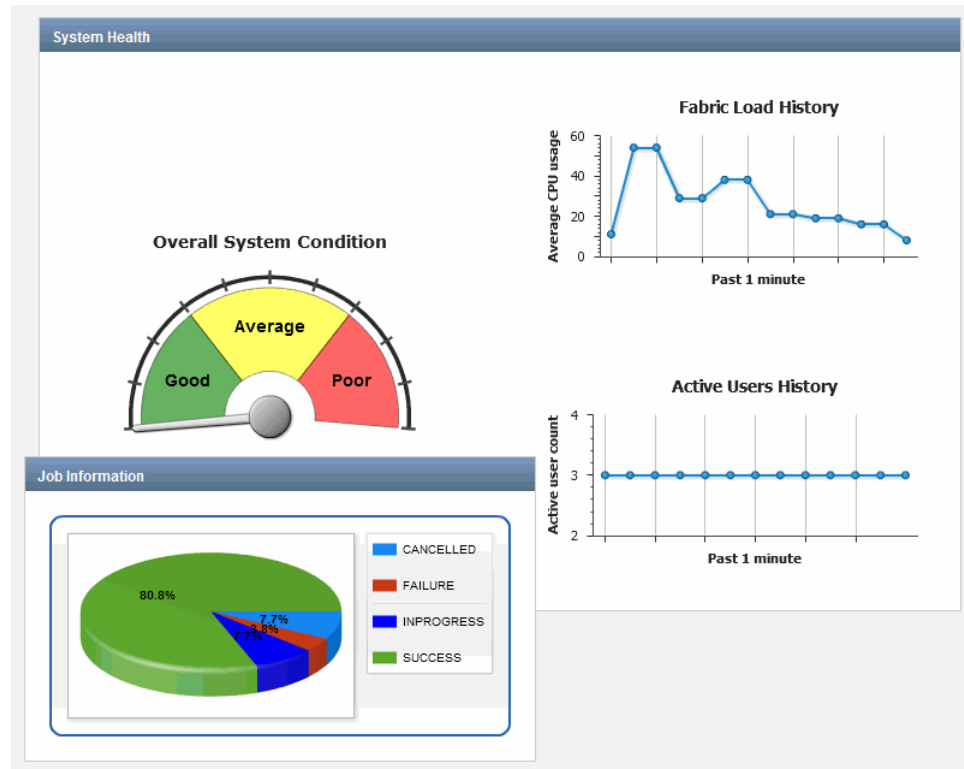 System Health
Fabric Load History
Average CPU usage
60
40
20
0
Past 1 minute
Overall System Condition
Good
Average
Poor
Active Users History
Active user count
4
3
2
Past 1 minute
Job Information
80.8%
7.7%
3.8%
7.7%
CANCELLED
FAILURE
INPROGRESS
SUCCESS